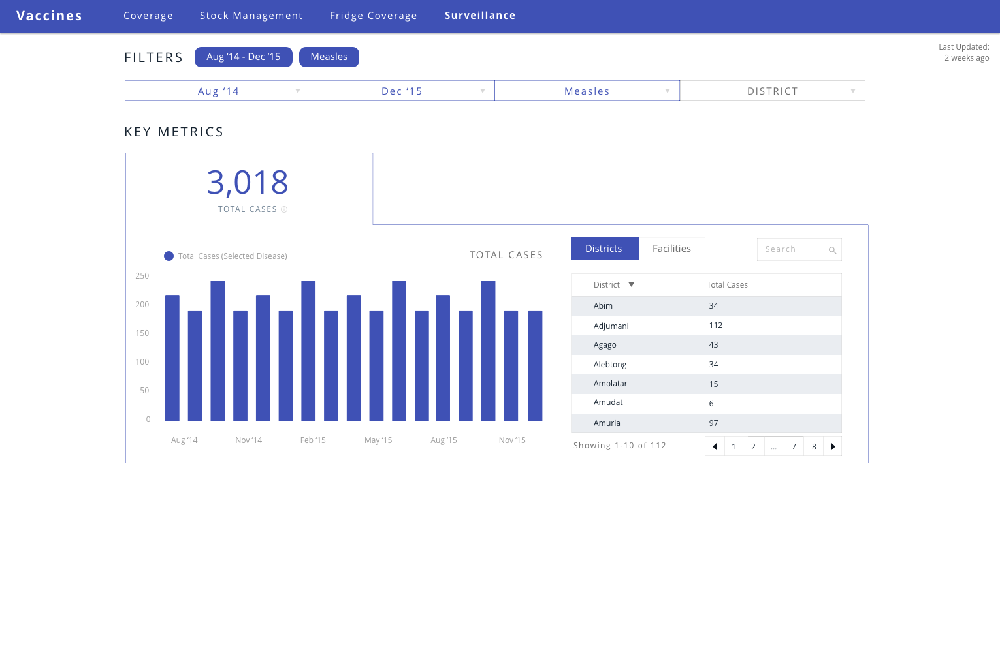 Vaccines Coverage Stock Management Fridge Coverage Surveillance
Last Updated:
2 weeks ago
FILTERS Aug ‘14 - Dec ‘15 Measles
Aug ‘14 Dec ‘15 Measles DISTRICT
KEY METRICS
3,018
TOTAL CASES
Total Cases (Selected Disease) TOTAL CASES
250
200
150
100
50
0
Aug ‘14 Nov ‘14 Feb ‘15 May ‘15 Aug ‘15 Nov ‘15
Districts Facilities Search
District Total Cases
Abim 34
Adjumani 112
Agago 43
Alebtong 34
Amolatar 15
Amudat 6
Amuria 97
Showing 1-10 of 112 1 2 ... 7 8